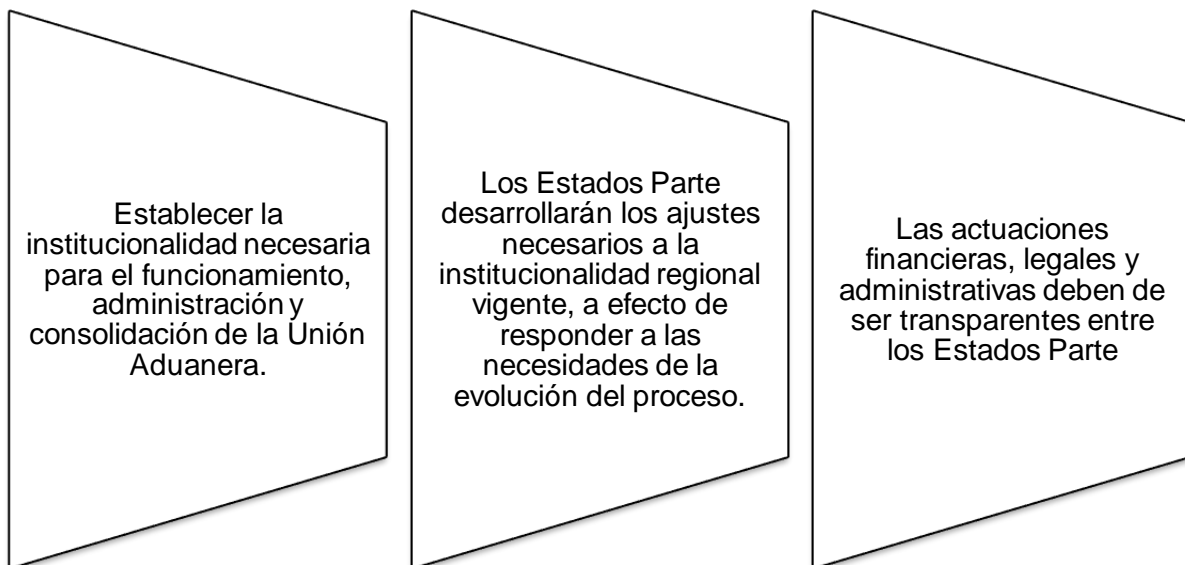 Establecer la
institucionalidad necesaria
para el funcionamiento,
administración y
consolidación de la Unión
Aduanera.
Los Estados Parte
desarrollarán los ajustes
necesarios a la
institucionalidad regional
vigente, a efecto de
responder a las
necesidades de la
evolución del proceso.
Las actuaciones
financieras, legales y
administrativas deben de
ser transparentes entre
los Estados Parte